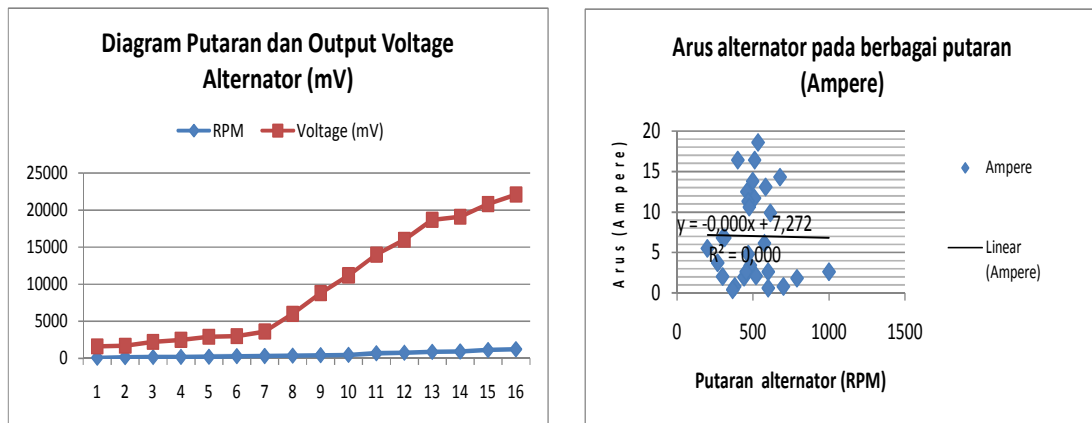 Diagram Putaran dan Output Voltage
Alternator (mV)
RPM
Voltage (mV)
25000
20000
15000
10000
5000
0
1 2 3 4 5 6 7 8 9 10 11 12 13 14 15 16
Arus alternator pada berbagai putaran
(Ampere)
Arus (Ampere)
20
15
10
5
0
y = -0,000x + 7,272
R² = 0,000
0 500 1000 1500
Putaran alternator (RPM)
Ampere
Linear
(Ampere)